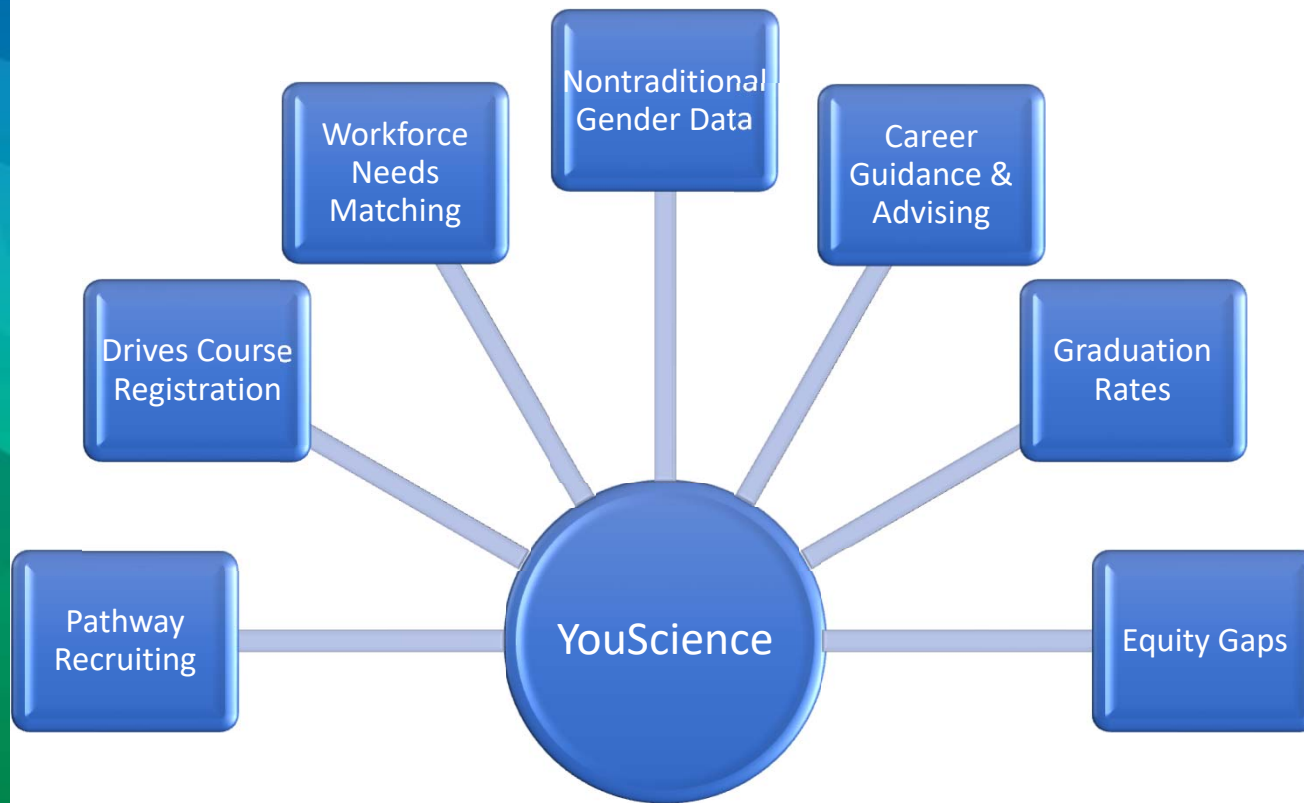 Pathway
Recruiting
Drives Course
Registration
Workforce
Needs
Matching
Nontraditional
Gender Data
Career
Guidance &
Advising
Graduation
Rates
Equity Gaps
YouScience